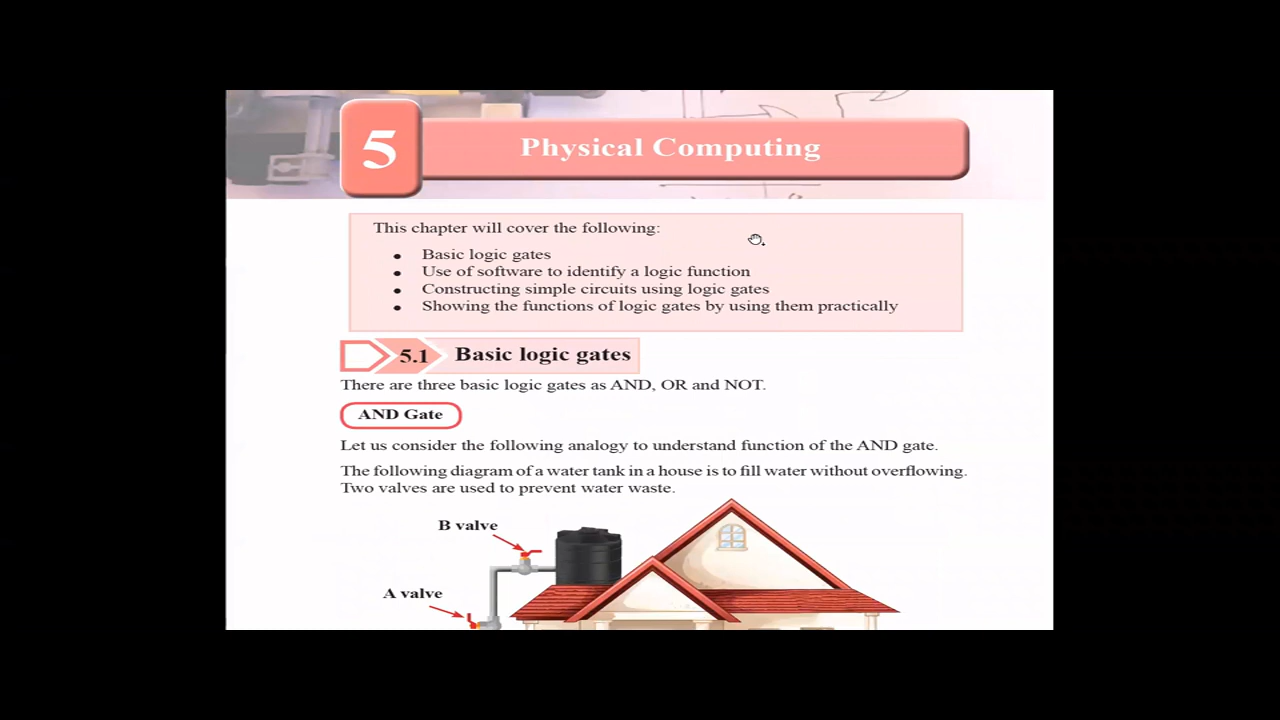 5
Physical Computing
This chapter will cover the following:
• Basic logic gates
• Use of software to identify a logic function
• Constructing simple circuits using logic gates
• Showing the functions of logic gates by using them practically
5.1 Basic logic gates
There are three basic logic gates as AND, OR and NOT.
AND Gate
Let us consider the following analogy to understand function of the AND gate.
The following diagram of a water tank in a house is to fill water without overflowing.
Two valves are used to prevent water waste.
B valve
A valve